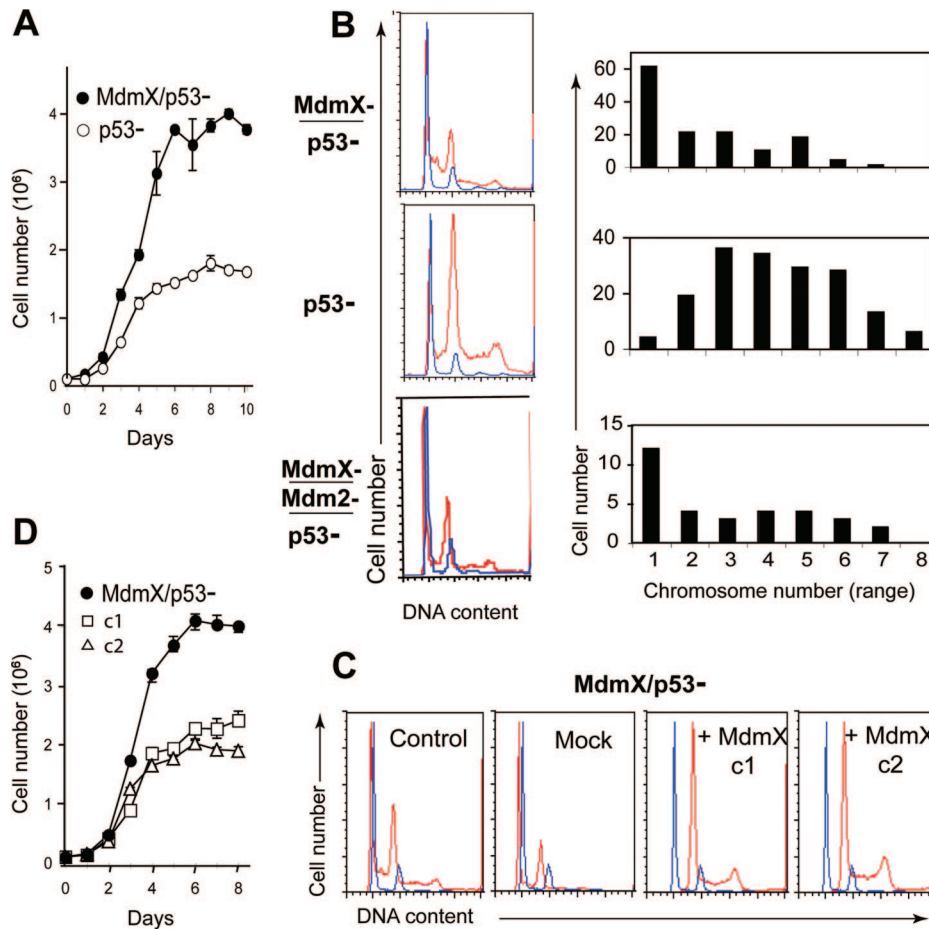 A
MdmX/p53-
p53-
Cell number (10⁶)
4
3
2
1
0
0 2 4 6 8 10
Days
B
MdmX-
p53-
p53-
MdmX-
Mdm2-
p53-
Cell number
DNA content
60
40
20
0
40
20
0
15
10
5
0
Cell number
1 2 3 4 5 6 7 8
Chromosome number (range)
D
MdmX/p53-
c1
c2
Cell number (10⁶)
5
4
3
2
1
0
0 2 4 6 8
Days
C
MdmX/p53-
Cell number
Control
Mock
+ MdmX
c1
+ MdmX
c2
DNA content